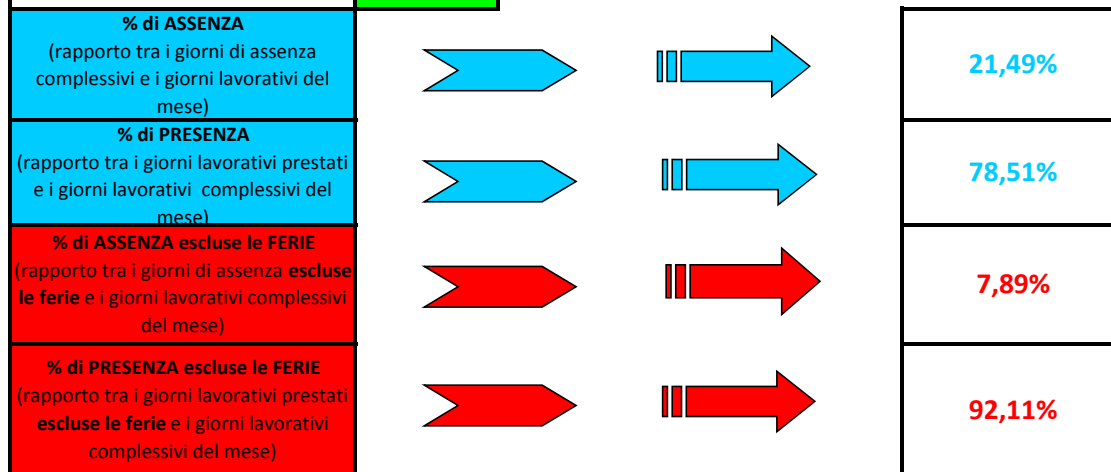 % di ASSENZA
(rapporto tra i giorni di assenza
complessivi e i giorni lavorativi del
mese)
21,49%
% di PRESENZA
(rapporto tra i giorni lavorativi prestati
e i giorni lavorativi complessivi del
mese)
78,51%
% di ASSENZA escluse le FERIE
(rapporto tra i giorni di assenza escluse
le ferie e i giorni lavorativi complessivi
del mese)
7,89%
% di PRESENZA escluse le FERIE
(rapporto tra i giorni lavorativi prestati
escluse le ferie e i giorni lavorativi
complessivi del mese)
92,11%